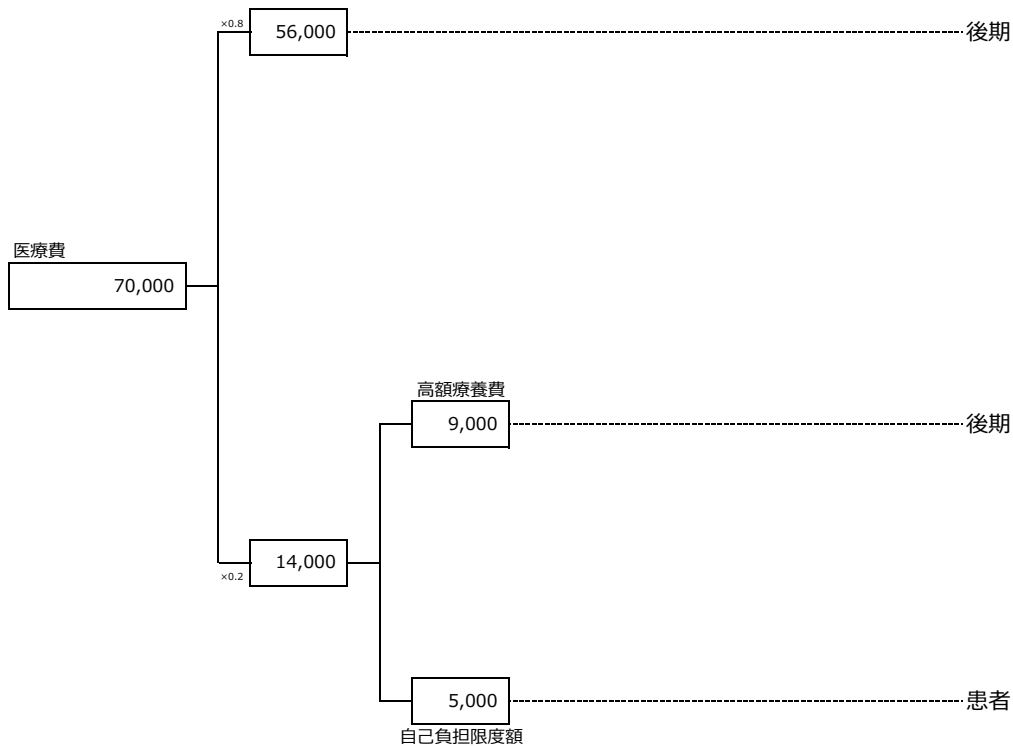 ×0.8
56,000
後期
医療費
70,000
高額療養費
9,000
後期
14,000
×0.2
5,000
患者
自己負担限度額